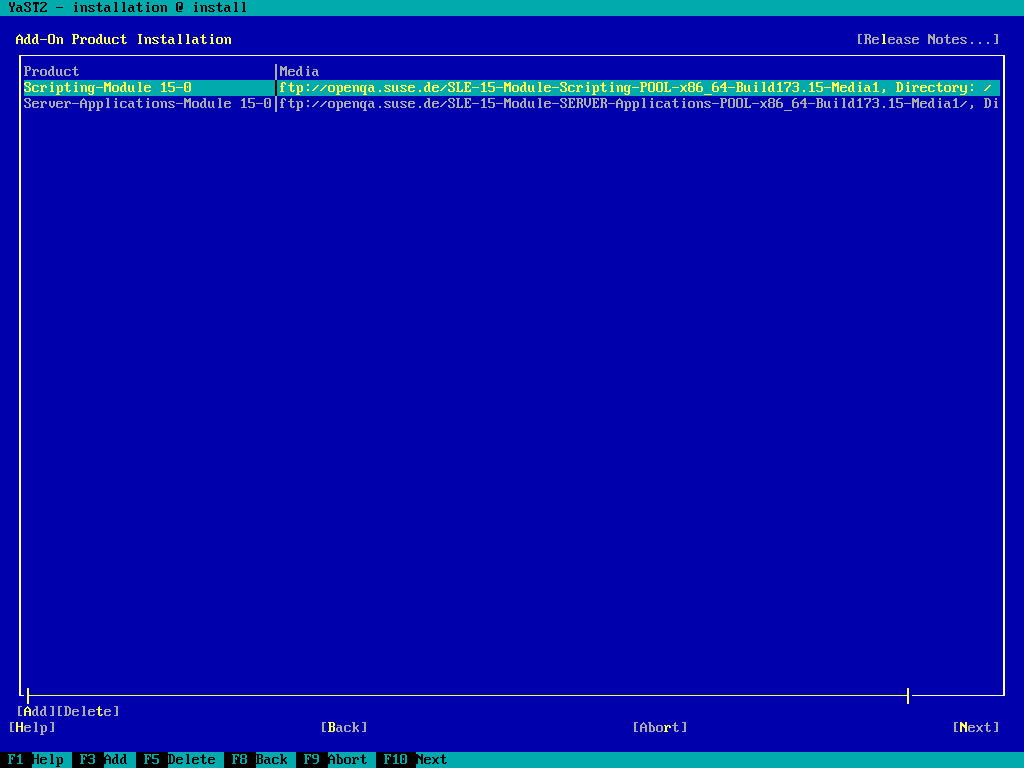 YaST2 - installation @ install
Add-On Product Installation [Release Notes...]
Product |Media
Scripting-Module 15-0 |ftp://openqa.suse.de/SLE-15-Module-Scripting-POOL-x86_64-Build173.15-Media1, Directory: /
Server-Applications-Module 15-0|ftp://openqa.suse.de/SLE-15-Module-SERVER-Applications-POOL-x86_64-Build173.15-Media1/, Di
[Add][Delete]
[Help] [Back] [Abort] [Next]
F1 Help F3 Add F5 Delete F8 Back F9 Abort F10 Next